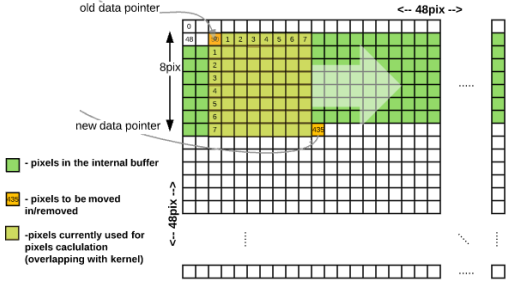 old data pointer
<-- 48pix -->
0
48 0 1 2 3 4 5 6 7
1
8pix
2
3
4
5
6
new data pointer
7 435
- pixels in the internal buffer
435 - pixels to be moved
in/removed
-pixels currently used for
pixels caclulation
(overlapping with kernel)
<-- 48pix -->